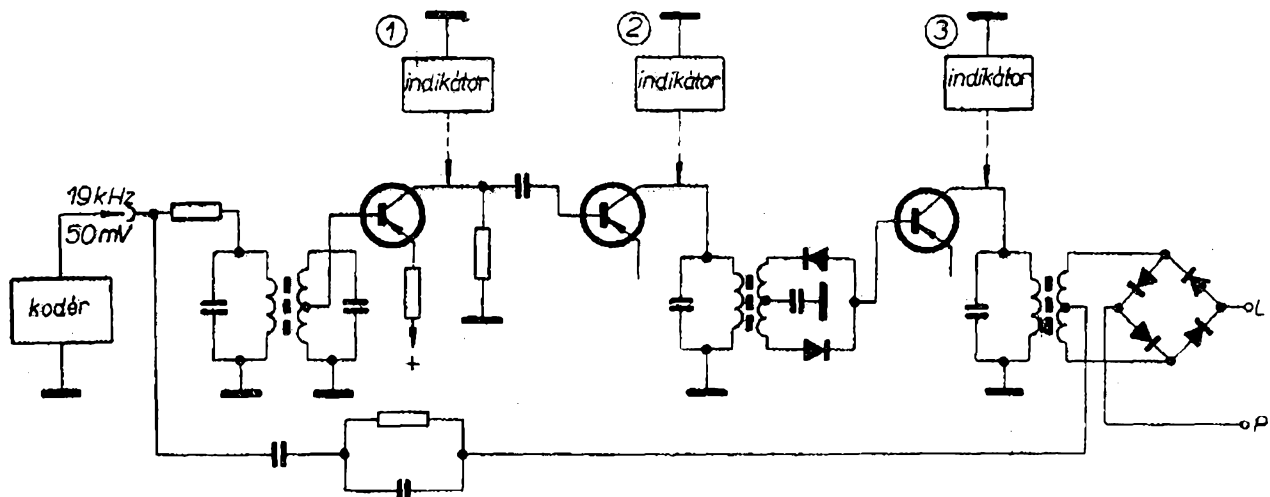 1
2
3
indikátor
indikátor
indikátor
19kHz
50mV
kodér
+
L
P